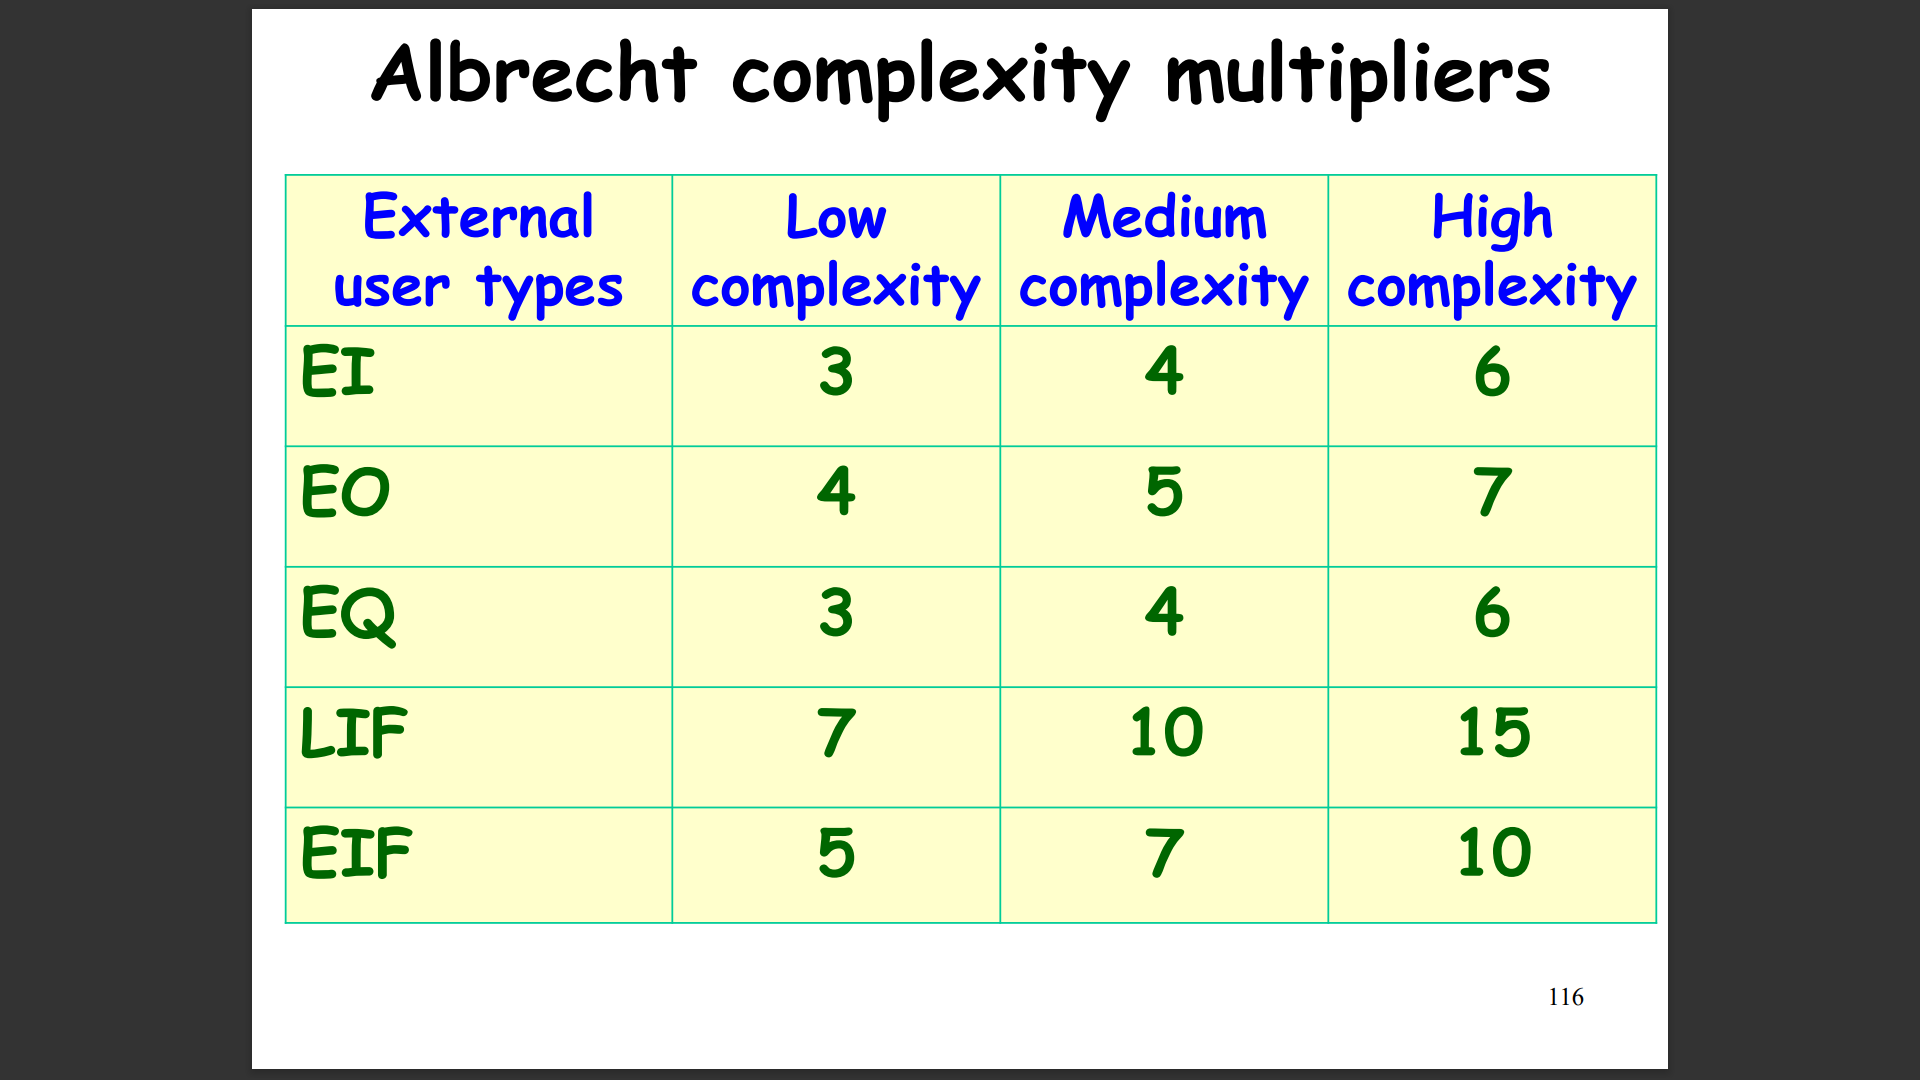 Albrecht complexity multipliers
External user types | Low complexity | Medium complexity | High complexity
EI | 3 | 4 | 6
EO | 4 | 5 | 7
EQ | 3 | 4 | 6
LIF | 7 | 10 | 15
EIF | 5 | 7 | 10
116